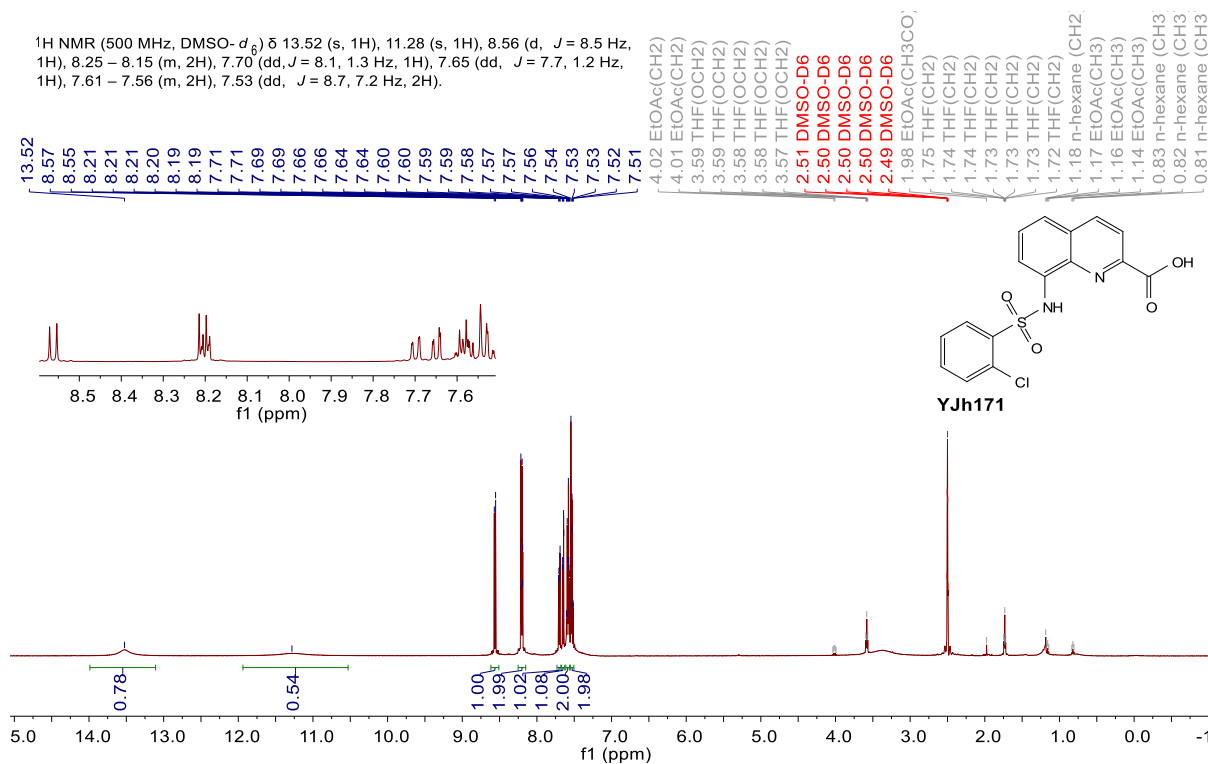 ¹H NMR (500 MHz, DMSO-d₆) δ 13.52 (s, 1H), 11.28 (s, 1H), 8.56 (d, J = 8.5 Hz,
1H), 8.25 – 8.15 (m, 2H), 7.70 (dd, J = 8.1, 1.3 Hz, 1H), 7.65 (dd, J = 7.7, 1.2 Hz,
1H), 7.61 – 7.56 (m, 2H), 7.53 (dd, J = 8.7, 7.2 Hz, 2H).
13.52
8.57
8.55
8.21
8.21
8.21
8.20
8.19
8.19
7.71
7.71
7.69
7.69
7.66
7.66
7.64
7.64
7.60
7.60
7.59
7.59
7.58
7.57
7.57
7.56
7.54
7.53
7.53
7.52
7.51
4.02 EtOAc(CH2)
4.01 EtOAc(CH2)
3.59 THF(OCH2)
3.59 THF(OCH2)
3.58 THF(OCH2)
3.58 THF(OCH2)
3.57 THF(OCH2)
2.51 DMSO-D6
2.50 DMSO-D6
2.50 DMSO-D6
2.50 DMSO-D6
2.49 DMSO-D6
1.98 EtOAc(CH3CO)
1.75 THF(CH2)
1.74 THF(CH2)
1.74 THF(CH2)
1.73 THF(CH2)
1.73 THF(CH2)
1.73 THF(CH2)
1.72 THF(CH2)
1.18 n-hexane (CH2
1.17 EtOAc(CH3)
1.16 EtOAc(CH3)
1.14 EtOAc(CH3)
0.83 n-hexane (CH3
0.82 n-hexane (CH3
0.81 n-hexane (CH3
N
OH
O
NH
O
S
O
Cl
YJh171
8.5 8.4 8.3 8.2 8.1 8.0 7.9 7.8 7.7 7.6
f1 (ppm)
0.78
0.54
1.00
1.99
1.02
1.08
2.00
1.98
5.0 14.0 13.0 12.0 11.0 10.0 9.0 8.0 7.0 6.0 5.0 4.0 3.0 2.0 1.0 0.0 -1
f1 (ppm)